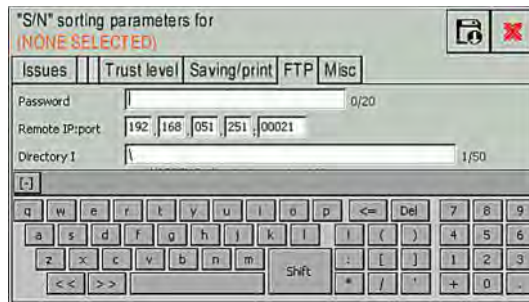 "S/N" sorting parameters for
(NONE SELECTED)
Issues Trust level Saving/print FTP Misc
Password 0/20
Remote IP:port 192 .168 .051 .251 :00021
Directory I \ 1/50
[-]
q w e r t y u i o p <= Del 7 8 9
a s d f g h j k l ! ( ) 4 5 6
z x c v b n m Shift : [ ] 1 2 3
<< >> * / ' + 0 .